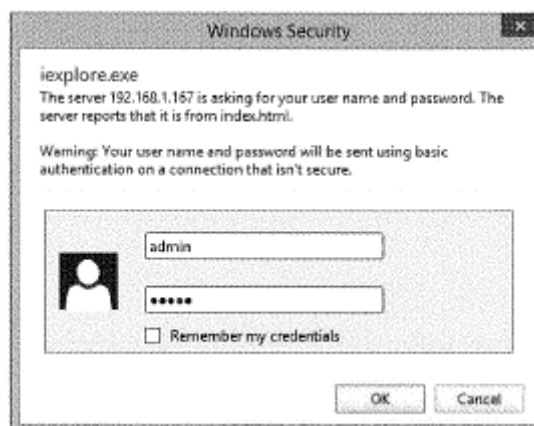 Windows Security
iexplore.exe
The server 192.168.1.167 is asking for your user name and password. The
server reports that it is from index.html.
Warning: Your user name and password will be sent using basic
authentication on a connection that isn't secure.
admin
•••••
Remember my credentials
OK
Cancel